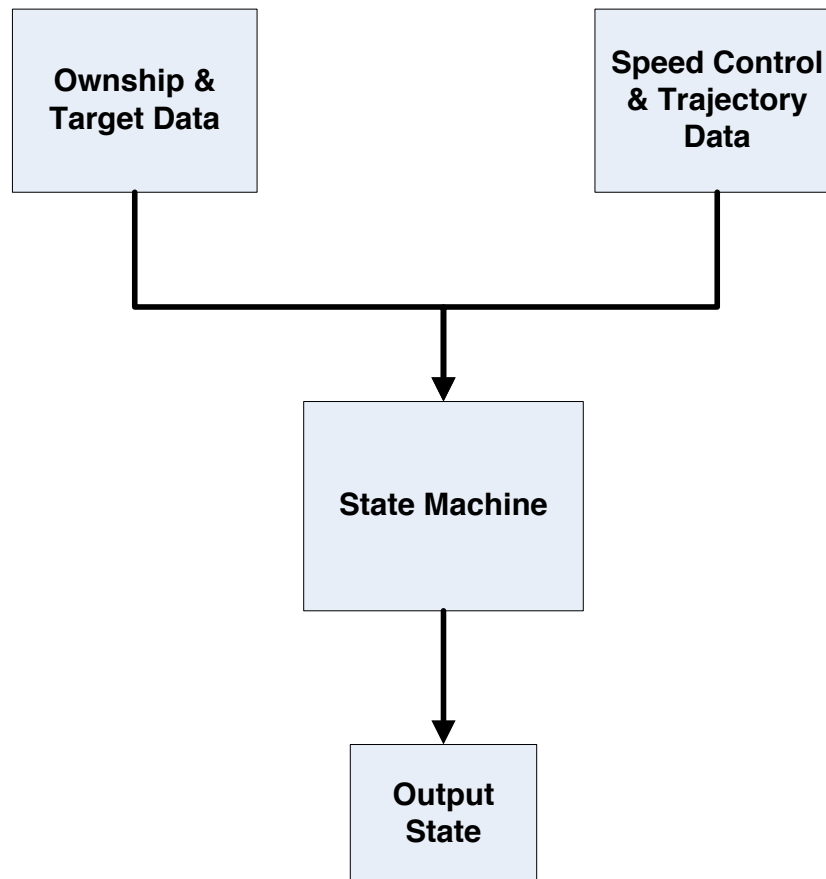 Ownship &
Target Data
Speed Control
& Trajectory
Data
State Machine
Output
State